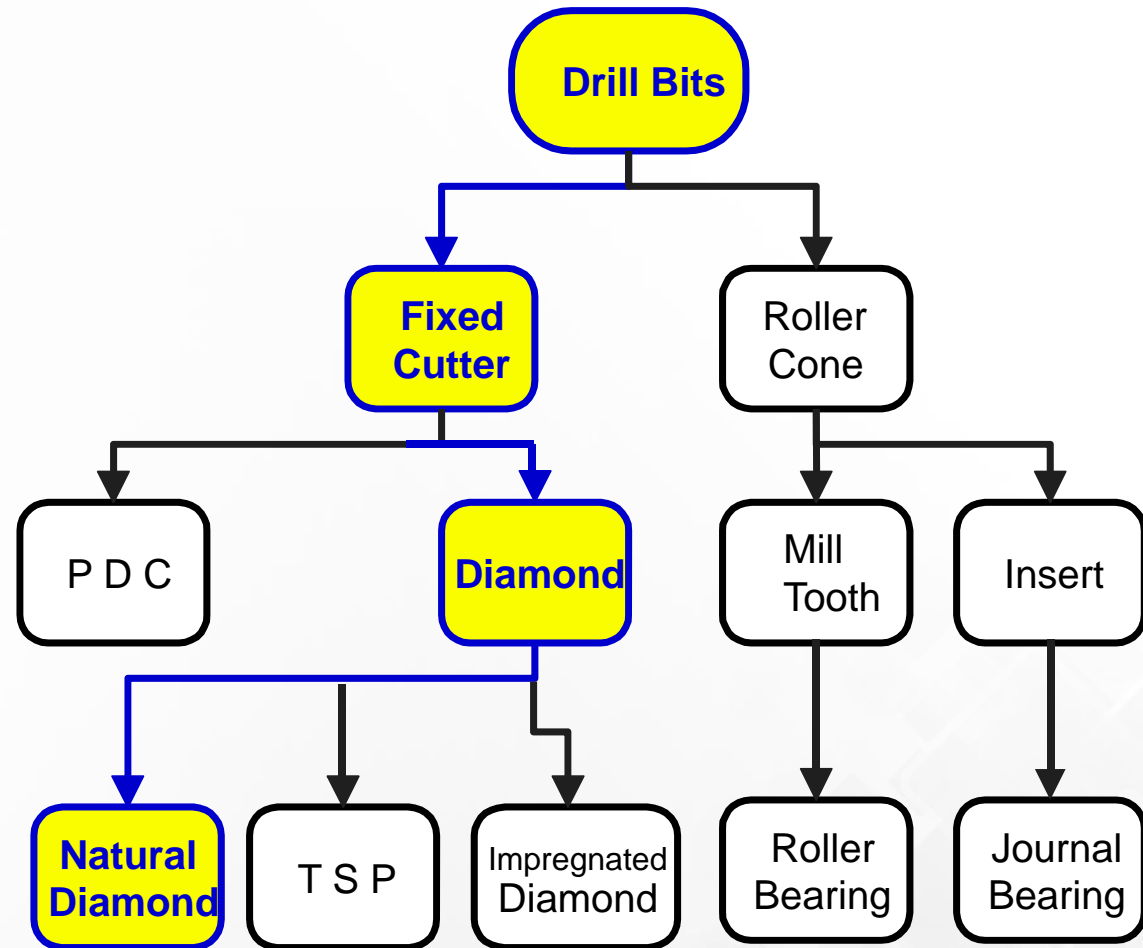 Drill Bits
Fixed
Cutter
Roller
Cone
P D C
Diamond
Mill
Tooth
Insert
Natural
Diamond
T S P
Impregnated
Diamond
Roller
Bearing
Journal
Bearing